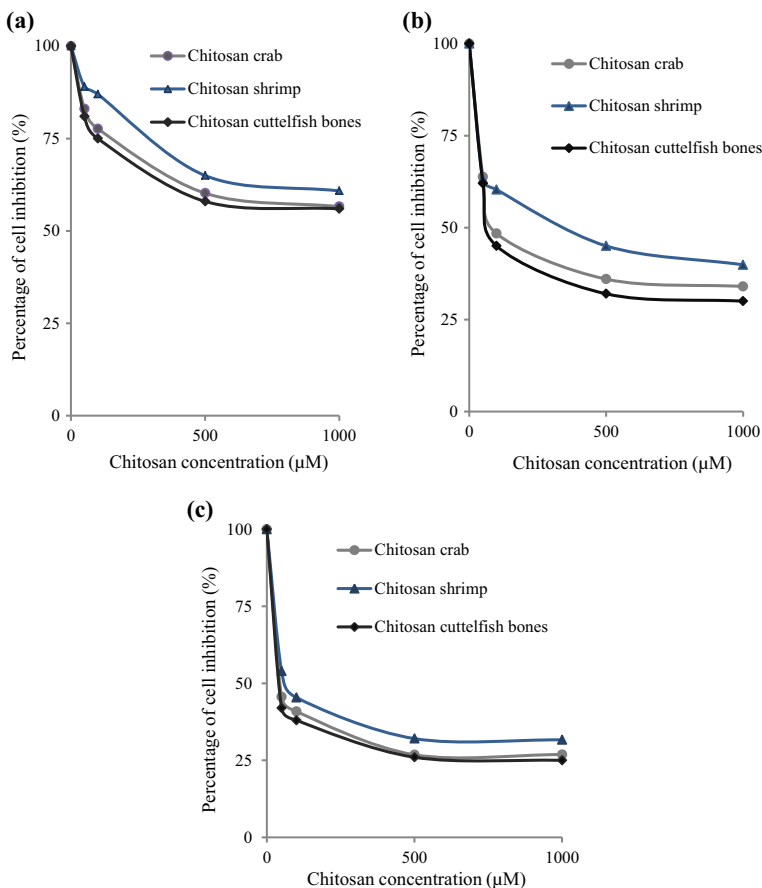 (a)
Percentage of cell inhibition (%)
100
75
50
25
0
Chitosan crab
Chitosan shrimp
Chitosan cuttelfish bones
0 500 1000
Chitosan concentration (µM)
(b)
Percentage of cell inhibition (%)
100
75
50
25
0
Chitosan crab
Chitosan shrimp
Chitosan cuttelfish bones
0 500 1000
Chitosan concentration (µM)
(c)
Percentage of cell inhibition (%)
100
75
50
25
0
Chitosan crab
Chitosan shrimp
Chitosan cuttelfish bones
0 500 1000
Chitosan concentration (µM)